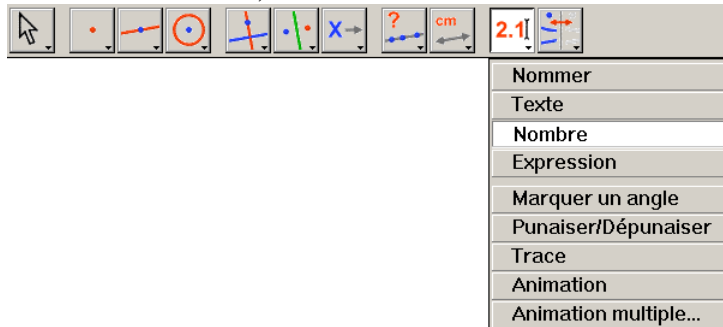 X
?
cm
2.1
Nommer
Texte
Nombre
Expression
Marquer un angle
Punaiser/Dépunaiser
Trace
Animation
Animation multiple...